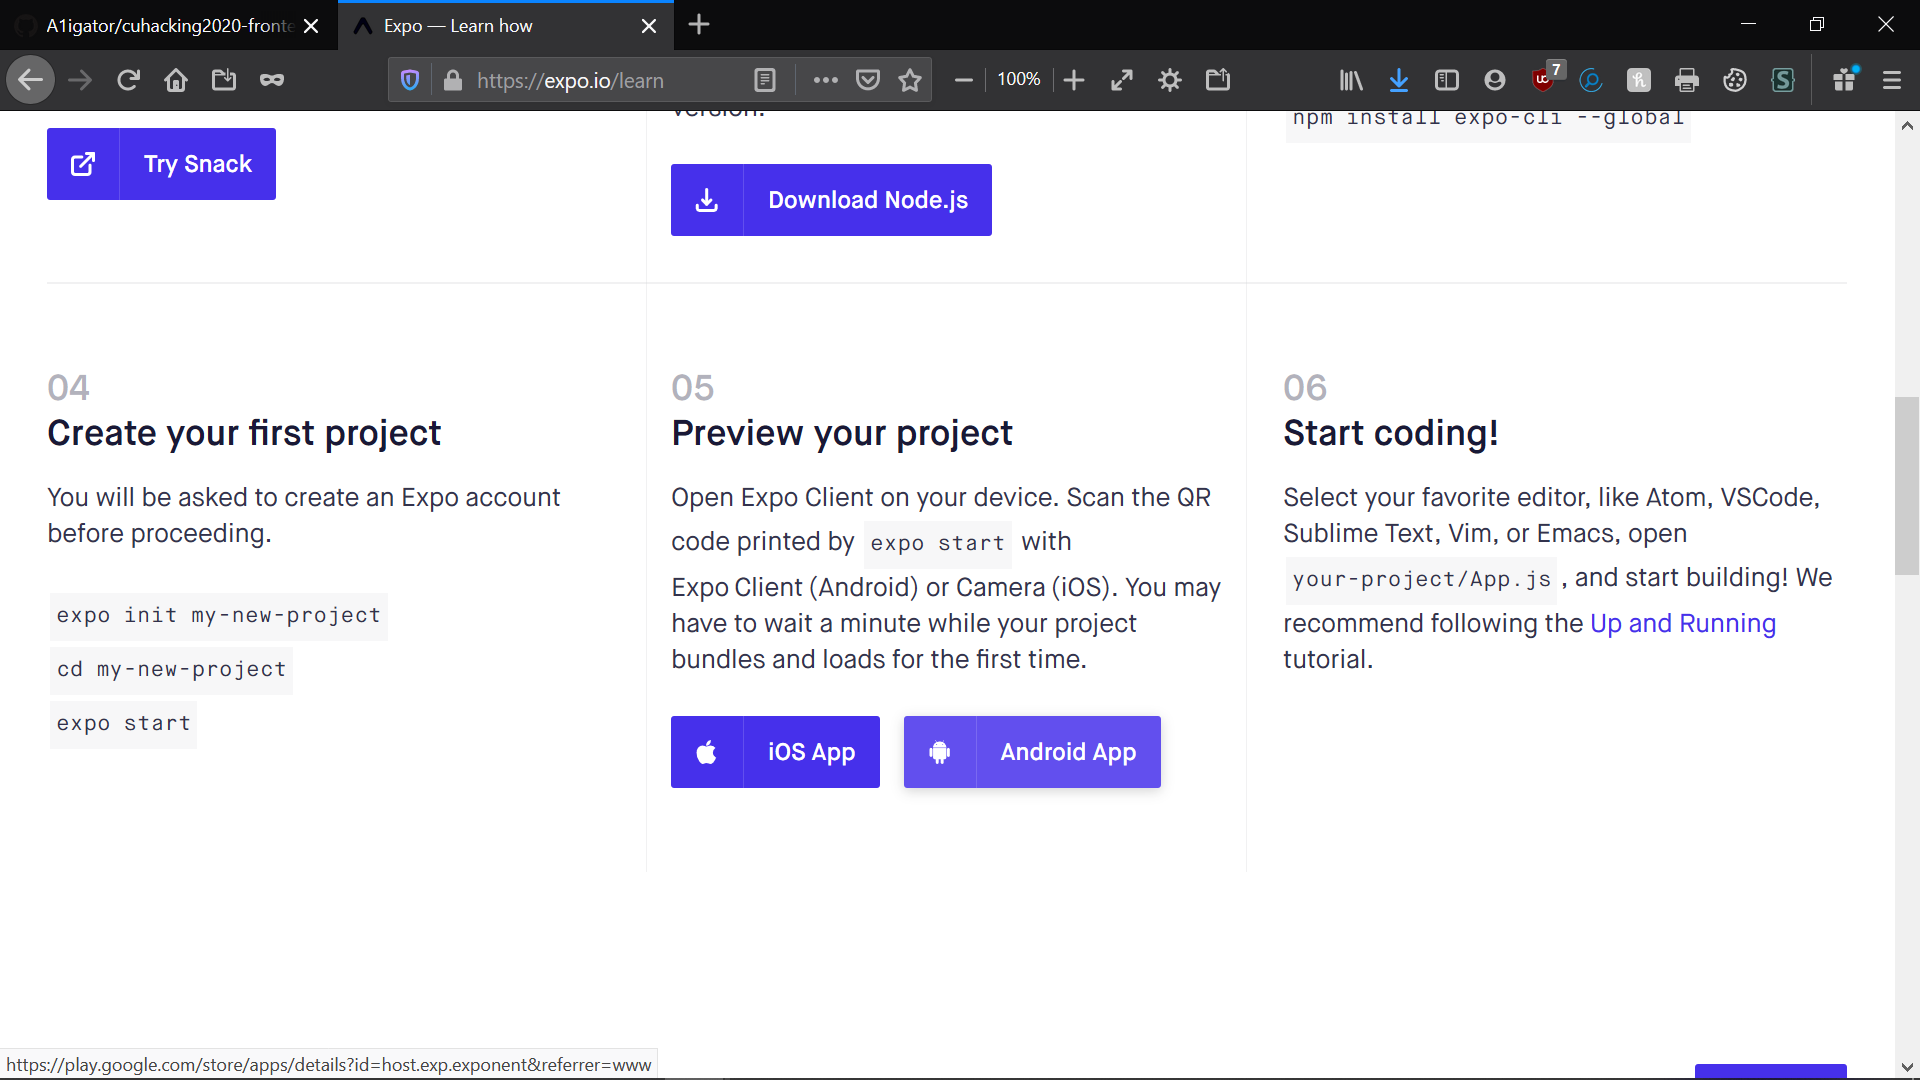 A1igator/cuhacking2020-fronte
Expo — Learn how
https://expo.io/learn
100%
7
version.
npm install expo-cli --global
Try Snack
Download Node.js
04
Create your first project
You will be asked to create an Expo account
before proceeding.
expo init my-new-project
cd my-new-project
expo start
05
Preview your project
Open Expo Client on your device. Scan the QR
code printed by expo start with
Expo Client (Android) or Camera (iOS). You may
have to wait a minute while your project
bundles and loads for the first time.
iOS App
Android App
06
Start coding!
Select your favorite editor, like Atom, VSCode,
Sublime Text, Vim, or Emacs, open
your-project/App.js , and start building! We
recommend following the Up and Running
tutorial.
https://play.google.com/store/apps/details?id=host.exp.exponent&referrer=www